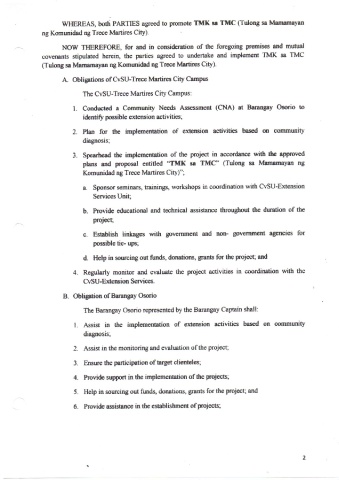 WHEREAS, both PARTIES agreed to promote TMK sa TMC (Tulong sa Mamamayan
ng Komunidad ng Trece Martires City)
NOW THEREFORE, for and in consideration of the foregoing premises and mutual
covenants stipulated herein, the parties agreed to undertake and implement TMK sa TMC
(Tulong sa Mamamayan ng Komunidad ng Trece Martires City).
A. Obligations of CvSU-Trece Martires City Campus
The CvSU-Trece Martires City Campus:
1. Conducted a Community Needs Assessment (CNA) at Barangay Osorio to
identify possible extension activities;
2. Plan for the implementation of extension activities based on community
diagnosis;
3. Spearhead the implementation of the project in accordance with the approved
plans and proposal entitled "TMK sa TMC" (Tulong sa Mamamayan ng
Komunidad ng Trece Martires City)";
a. Sponsor seminars, trainings, workshops in coordination with CvSU-Extension
Services Unit;
b. Provide educational and technical assistance throughout the duration of the
project;
c. Establish linkages with government and non- government agencies for
possible tie- ups;
d. Help in sourcing out funds, donations, grants for the project; and
4. Regularly monitor and evaluate the project activities in coordination with the
CvSU-Extension Services.
B. Obligation of Barangay Osorio
The Barangay Osorio represented by the Barangay Captain shall:
1. Assist in the implementation of extension activities based on community
diagnosis;
2. Assist in the monitoring and evaluation of the project;
3. Ensure the participation of target clienteles;
4. Provide support in the implementation of the projects;
5. Help in sourcing out funds, donations, grants for the project; and
6. Provide assistance in the establishment of projects;
2